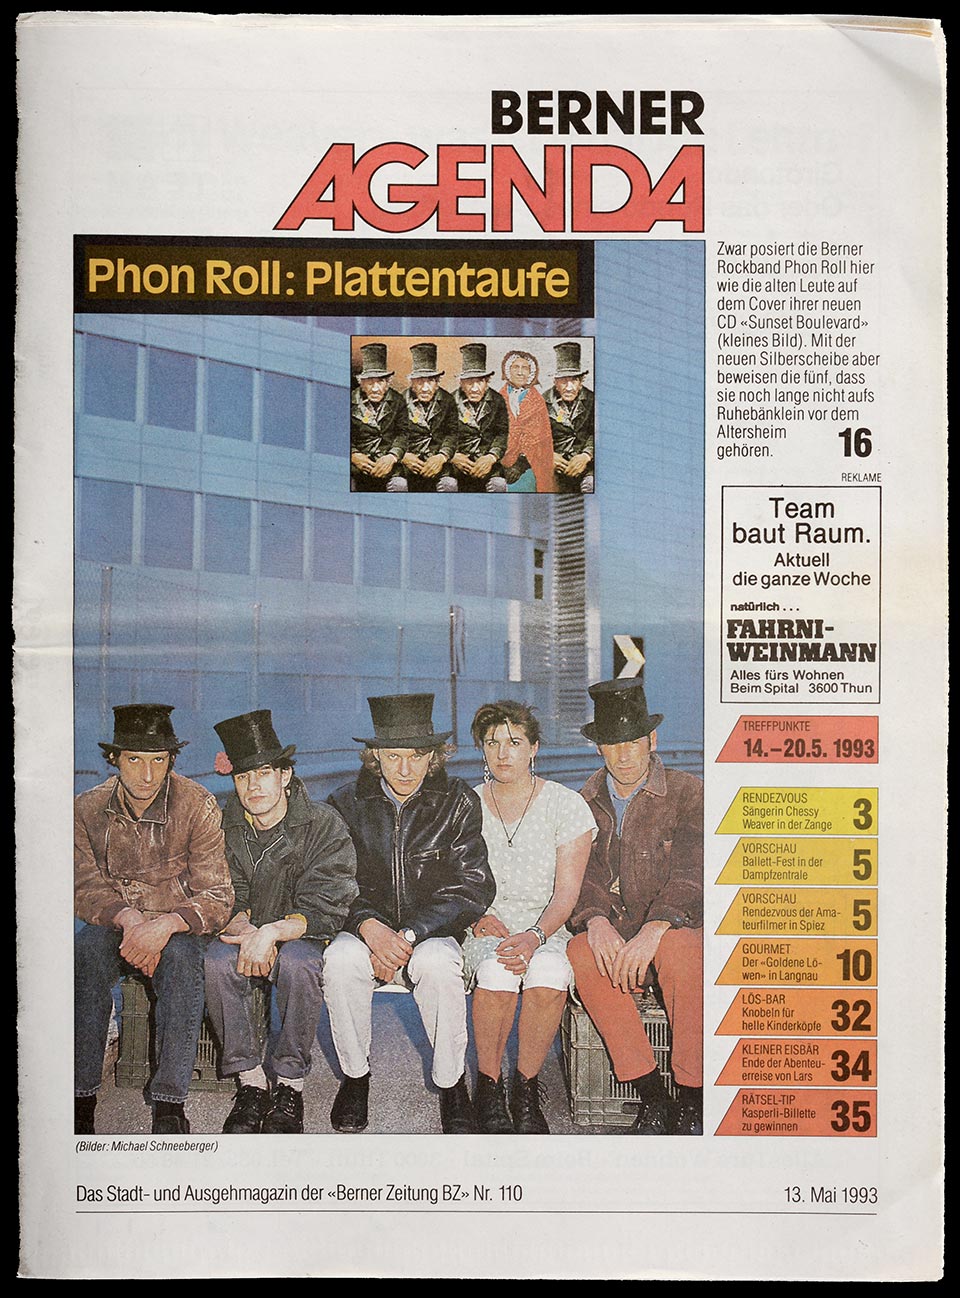 BERNER
AGENDA
Phon Roll: Plattentaufe
Zwar posiert die Berner
Rockband Phon Roll hier
wie die alten Leute auf
dem Cover ihrer neuen
CD «Sunset Boulevard»
(kleines Bild). Mit der
neuen Silberscheibe aber
beweisen die fünf, dass
sie noch lange nicht aufs
Ruhebänklein vor dem
Altersheim
gehören. 16
REKLAME
Team
baut Raum.
Aktuell
die ganze Woche
natürlich . . .
FAHRNI-
WEINMANN
Alles fürs Wohnen
Beim Spital 3600 Thun
TREFFPUNKTE
14.–20.5. 1993
RENDEZVOUS
Sängerin Chessy
Weaver in der Zange 3
VORSCHAU
Ballett-Fest in der
Dampfzentrale 5
VORSCHAU
Rendezvous der Ama-
teurfilmer in Spiez 5
GOURMET
Der «Goldene Lö-
wen» in Langnau 10
LÖS-BAR
Knobeln für
helle Kinderköpfe 32
KLEINER EISBÄR
Ende der Abenteu-
erreise von Lars 34
RÄTSEL-TIP
Kasperli-Billette
zu gewinnen 35
(Bilder: Michael Schneeberger)
Das Stadt- und Ausgehmagazin der «Berner Zeitung BZ» Nr. 110
13. Mai 1993